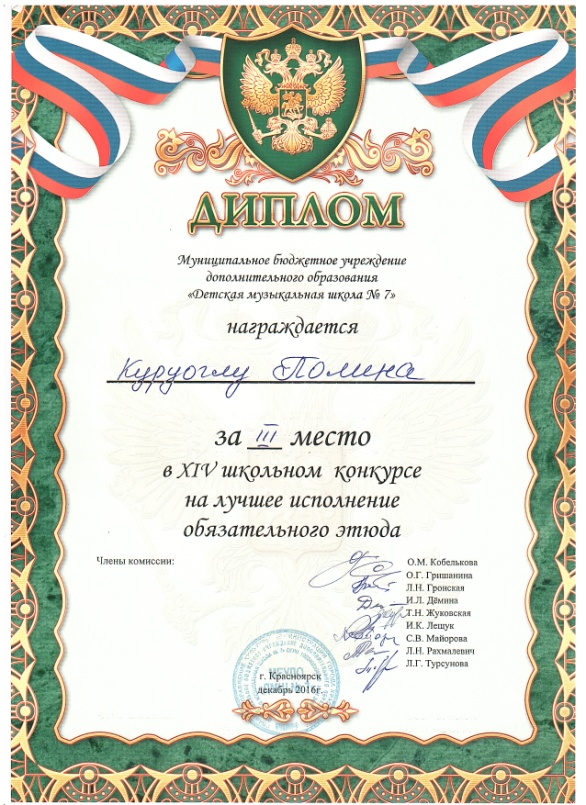 ДИПЛОМ
Муниципальное бюджетное учреждение
дополнительного образования
«Детская музыкальная школа № 7»
награждается
Куруоглу Полина
за III место
в XIV школьном конкурсе
на лучшее исполнение
обязательного этюда
Члены комиссии:
О.М. Кобелькова
О.Г. Гришанина
Л.Н. Гронская
И.Л. Дёмина
Т.Н. Жуковская
И.К. Лещук
С.В. Майорова
Л.Н. Рахмалевич
Л.Г. Турсунова
г. Красноярск
декабрь 2016г.